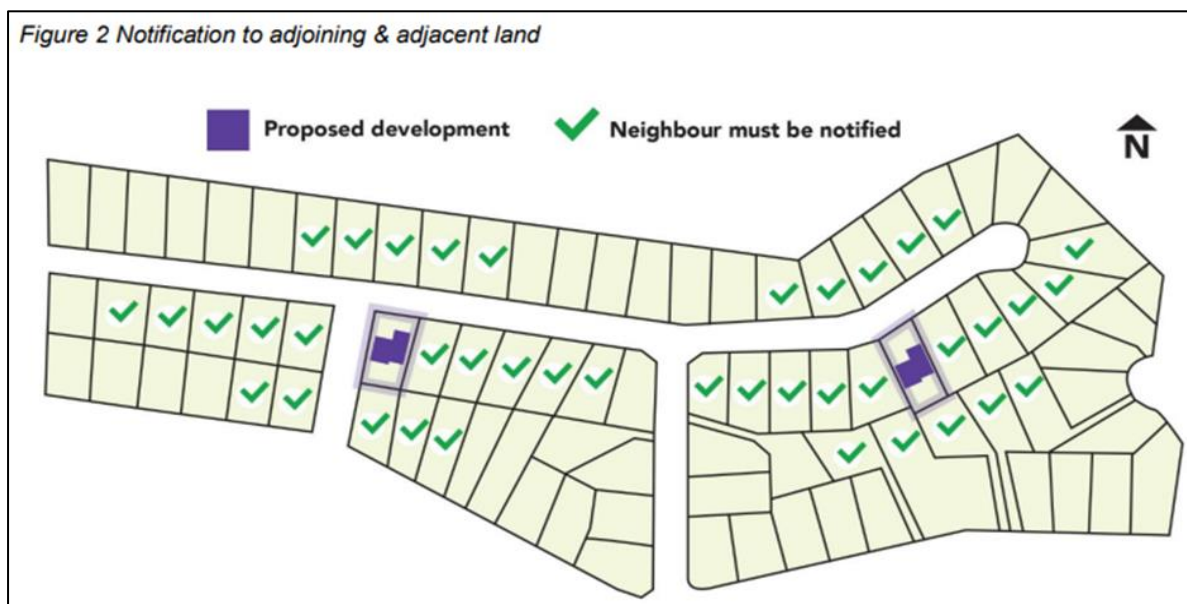 Figure 2 Notification to adjoining & adjacent land
Proposed development
Neighbour must be notified
N